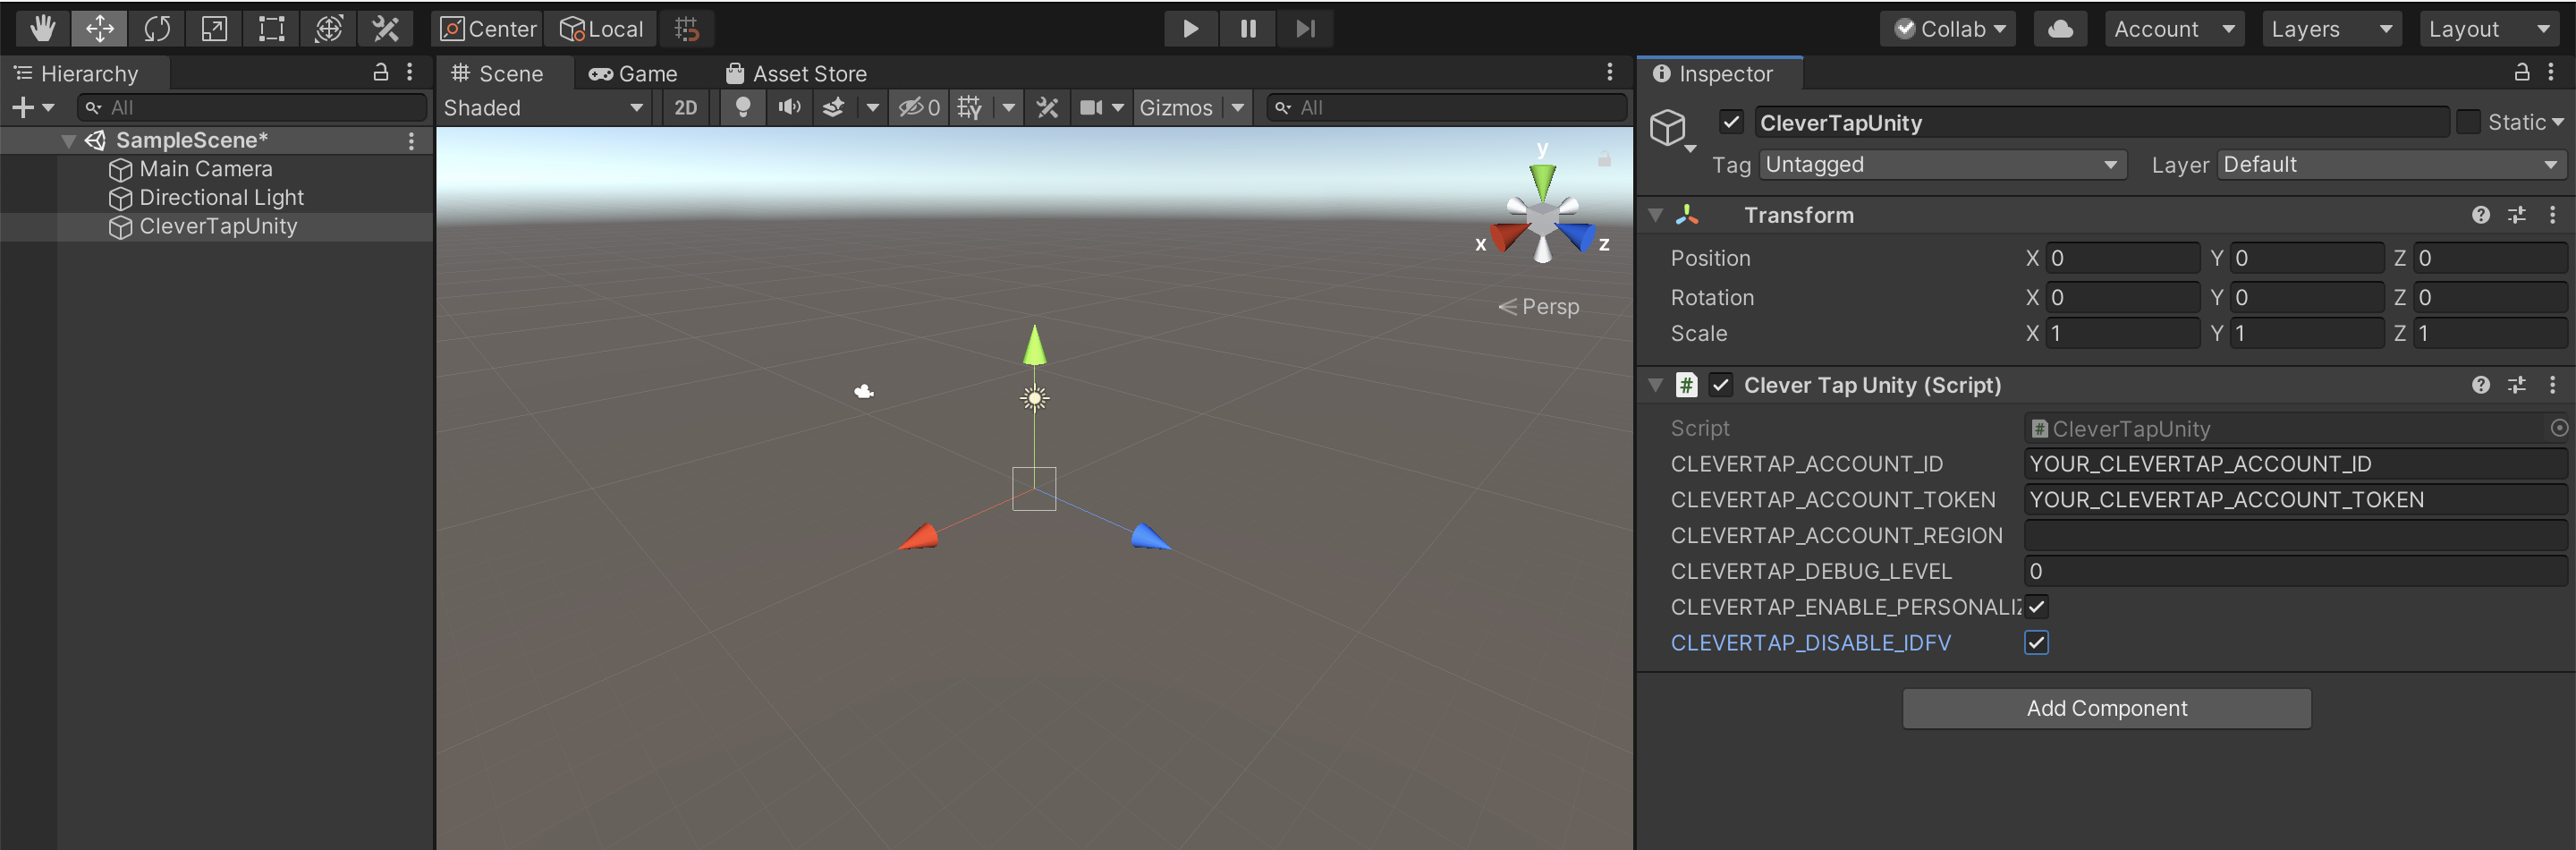 Center Local Collab Account Layers Layout
Hierarchy
All
SampleScene*
Main Camera
Directional Light
CleverTapUnity
Scene Game Asset Store
Shaded 2D 0 Gizmos All
y
x z
Persp
Inspector
CleverTapUnity Static
Tag Untagged Layer Default
Transform
Position X 0 Y 0 Z 0
Rotation X 0 Y 0 Z 0
Scale X 1 Y 1 Z 1
# Clever Tap Unity (Script)
Script # CleverTapUnity
CLEVERTAP_ACCOUNT_ID YOUR_CLEVERTAP_ACCOUNT_ID
CLEVERTAP_ACCOUNT_TOKEN YOUR_CLEVERTAP_ACCOUNT_TOKEN
CLEVERTAP_ACCOUNT_REGION
CLEVERTAP_DEBUG_LEVEL 0
CLEVERTAP_ENABLE_PERSONALIZ
CLEVERTAP_DISABLE_IDFV
Add Component